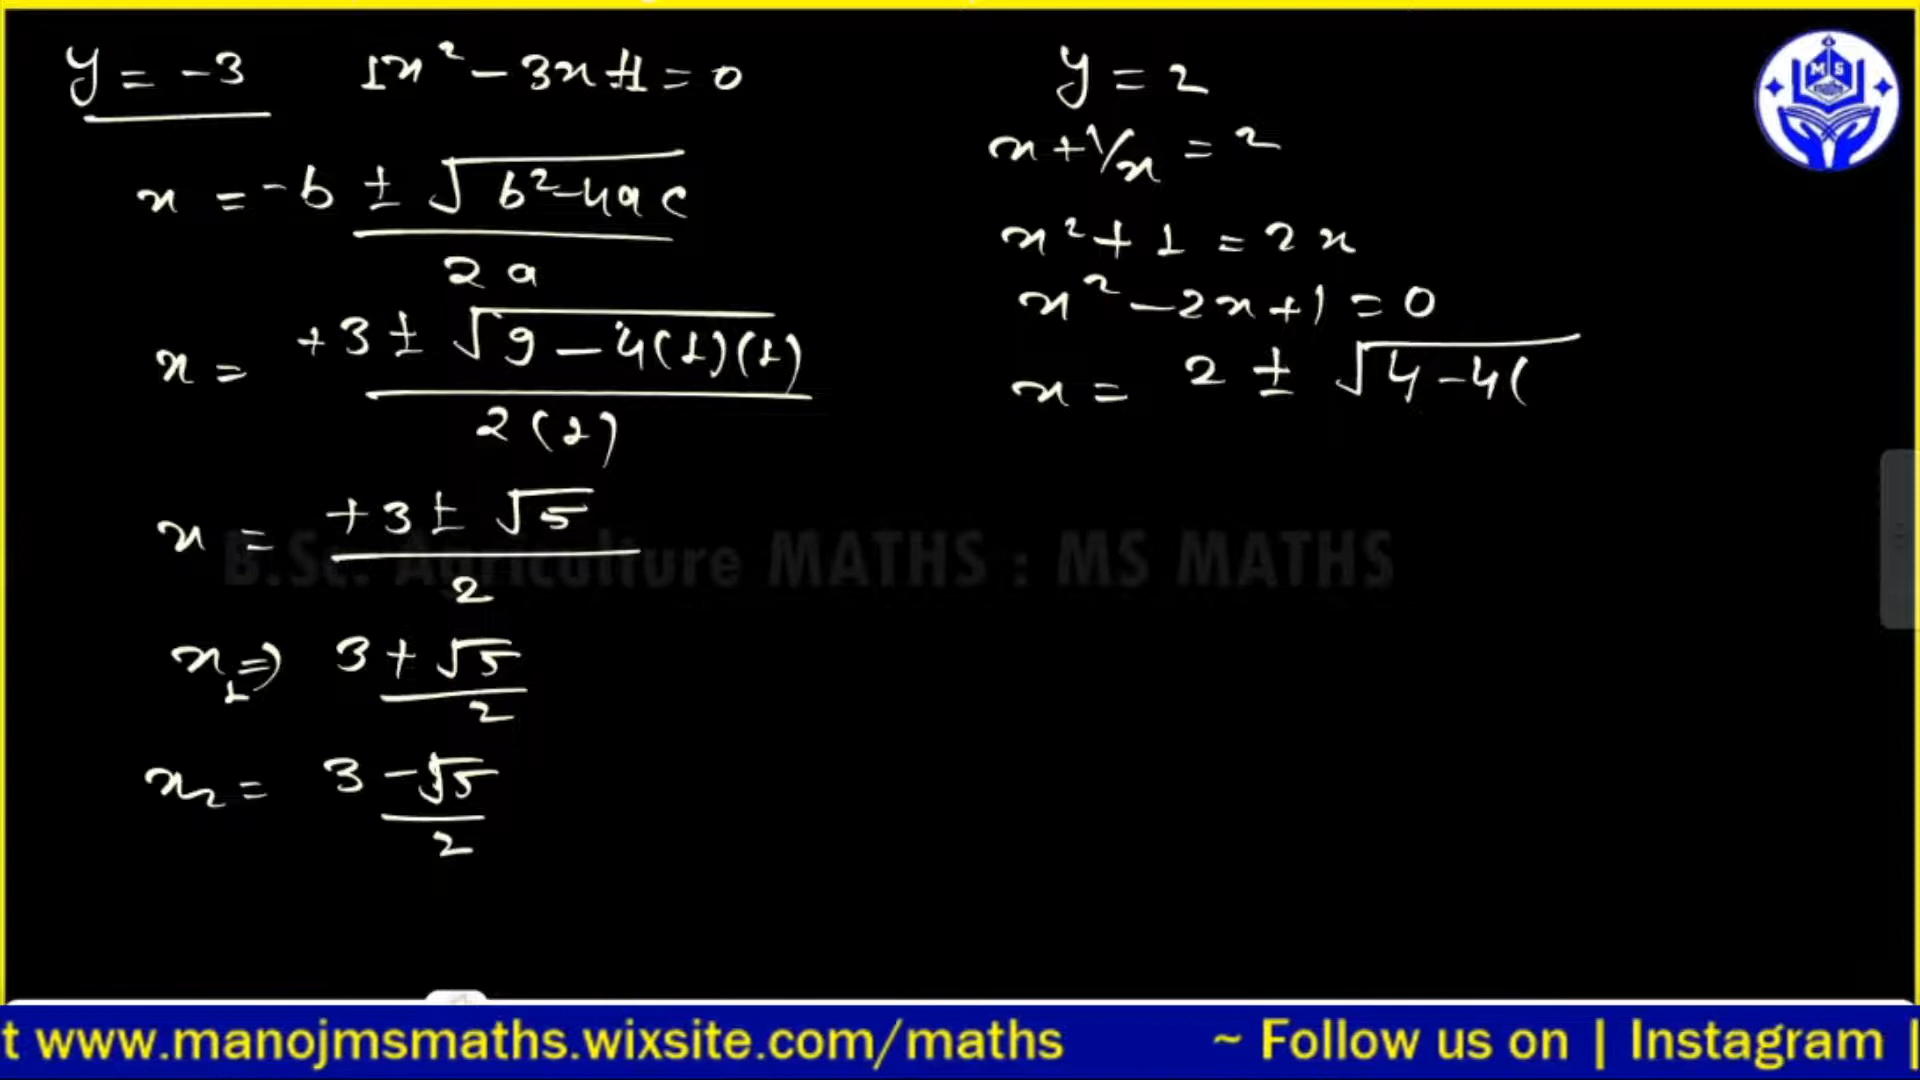 y = -3    1x² - 3x + 1 = 0
x = -b ± √(b² - 4ac) / 2a
x = +3 ± √(9 - 4(1)(1)) / 2(1)
x = +3 ± √5 / 2
x₁ ⇒ 3 + √5 / 2
x₂ = 3 - √5 / 2
y = 2
x + 1/x = 2
x² + 1 = 2x
x² - 2x + 1 = 0
x = 2 ± √4 - 4(
MS
B.Sc. Agriculture MATHS : MS MATHS
t www.manojmsmaths.wixsite.com/maths    ~ Follow us on | Instagram |